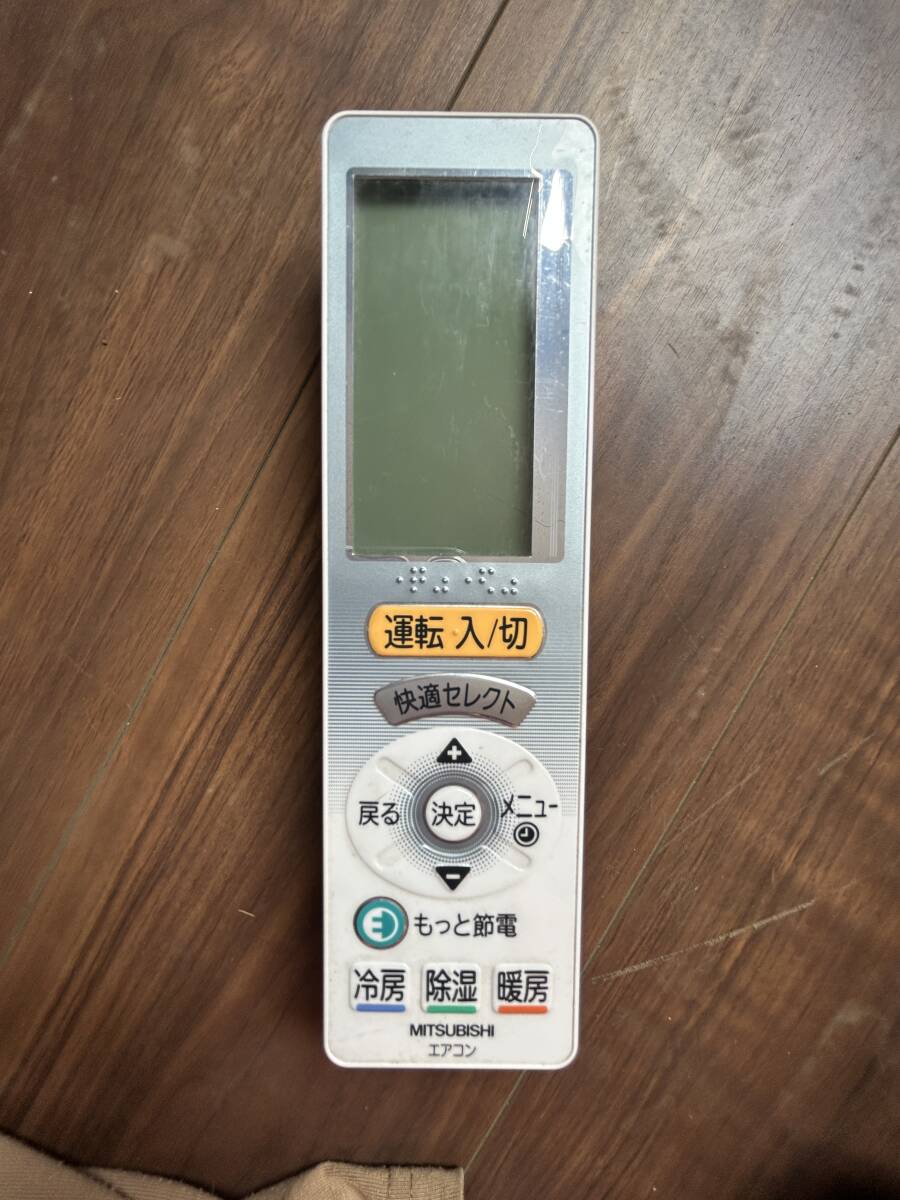 運転 入/切
快適セレクト
+
戻る 決定 メニュー
-
もっと節電
冷房 除湿 暖房
MITSUBISHI
エアコン